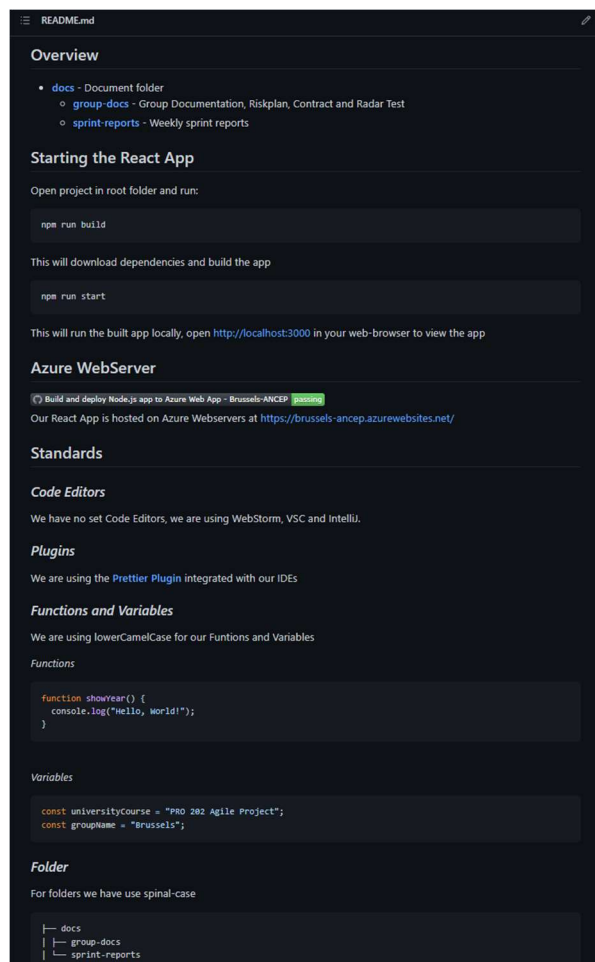 README.md
Overview
docs - Document folder
group-docs - Group Documentation, Riskplan, Contract and Radar Test
sprint-reports - Weekly sprint reports
Starting the React App
Open project in root folder and run:
npm run build
This will download dependencies and build the app
npm run start
This will run the built app locally, open http://localhost:3000 in your web-browser to view the app
Azure WebServer
Build and deploy Node.js app to Azure Web App - Brussels-ANCEP passing
Our React App is hosted on Azure Webservers at https://brussels-ancep.azurewebsites.net/
Standards
Code Editors
We have no set Code Editors, we are using WebStorm, VSC and IntelliJ.
Plugins
We are using the Prettier Plugin integrated with our IDEs
Functions and Variables
We are using lowerCamelCase for our Funtions and Variables
Functions
function showYear() {
  console.log("Hello, World!");
}
Variables
const universityCourse = "PRO 202 Agile Project";
const groupName = "Brussels";
Folder
For folders we have use spinal-case
├── docs
│ ├── group-docs
│ └── sprint-reports